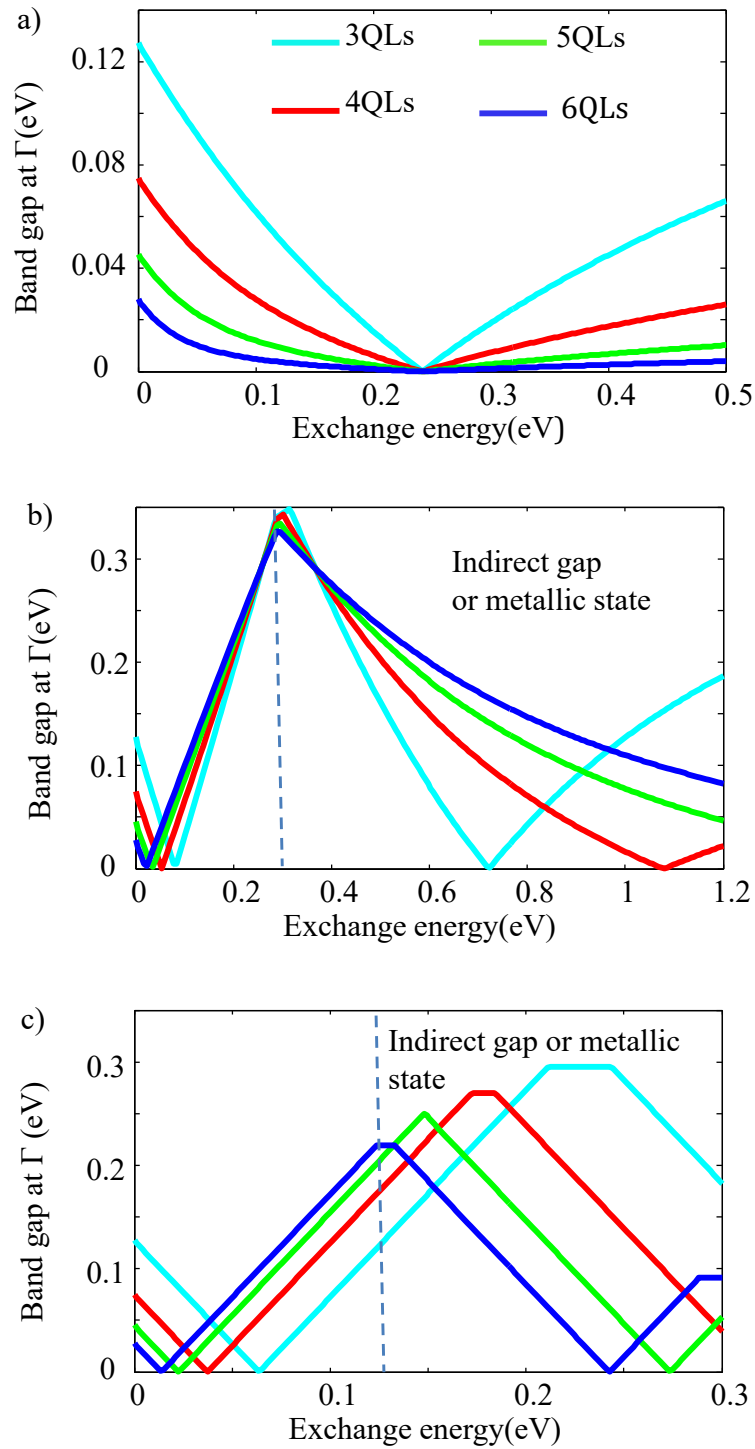 a)
3QLs
5QLs
4QLs
6QLs
Band gap at Γ(eV)
0.12
0.08
0.04
0
0
0.1
0.2
0.3
0.4
0.5
Exchange energy(eV)
b)
Indirect gap
or metallic state
Band gap at Γ(eV)
0.3
0.2
0.1
0
0
0.2
0.4
0.6
0.8
1
1.2
Exchange energy(eV)
c)
Indirect gap or metallic
state
Band gap at Γ (eV)
0.3
0.2
0.1
0
0
0.1
0.2
0.3
Exchange energy(eV)